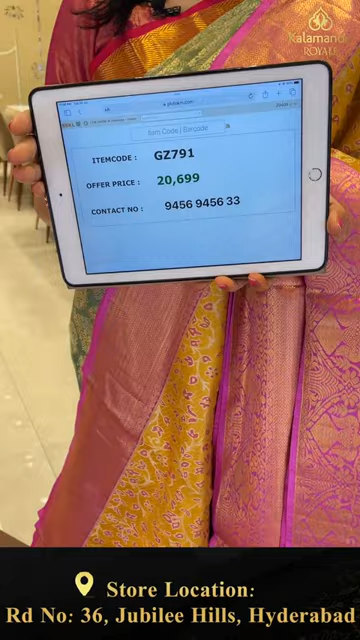 Kalamandir
ROYALE
Item Code / Barcode
ITEMCODE : GZ791
OFFER PRICE : 20,699
CONTACT NO : 9456 9456 33
Store Location:
Rd No: 36, Jubilee Hills, Hyderabad